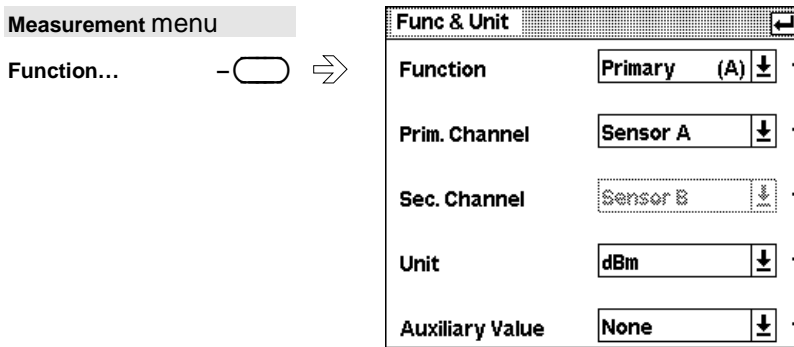 Measurement menu
Function… –
Func & Unit
Function Primary (A)
Prim. Channel Sensor A
Sec. Channel Sensor B
Unit dBm
Auxiliary Value None